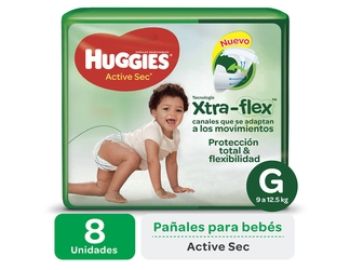 HUGGIES
Active Sec
Nuevo
Tecnología
Xtra-flex™
canales que se adaptan
a los movimientos
Protección
total &
flexibilidad
G
9 a 12.5 kg
8
Unidades
Pañales para bebés
Active Sec